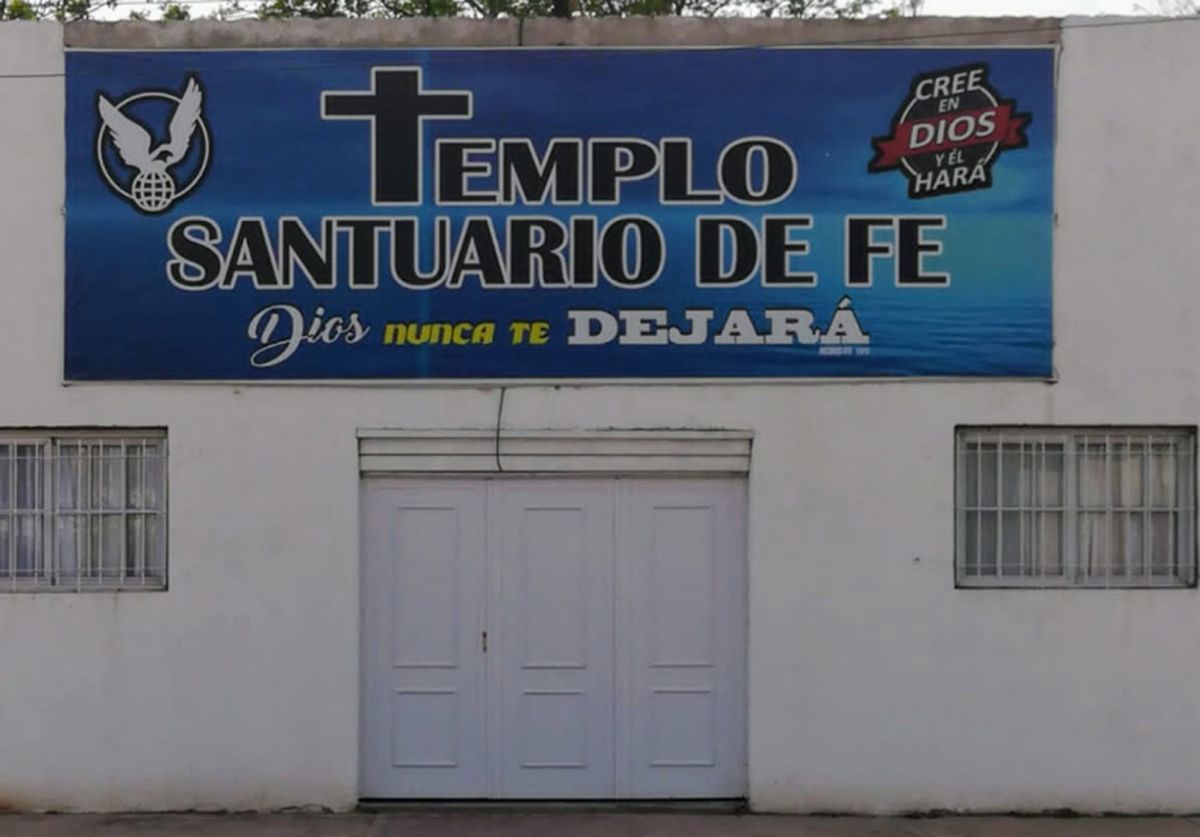 TEMPLO
SANTUARIO DE FE
Dios NUNCA TE DEJARÁ
CREE
EN
DIOS
Y ÉL
HARÁ